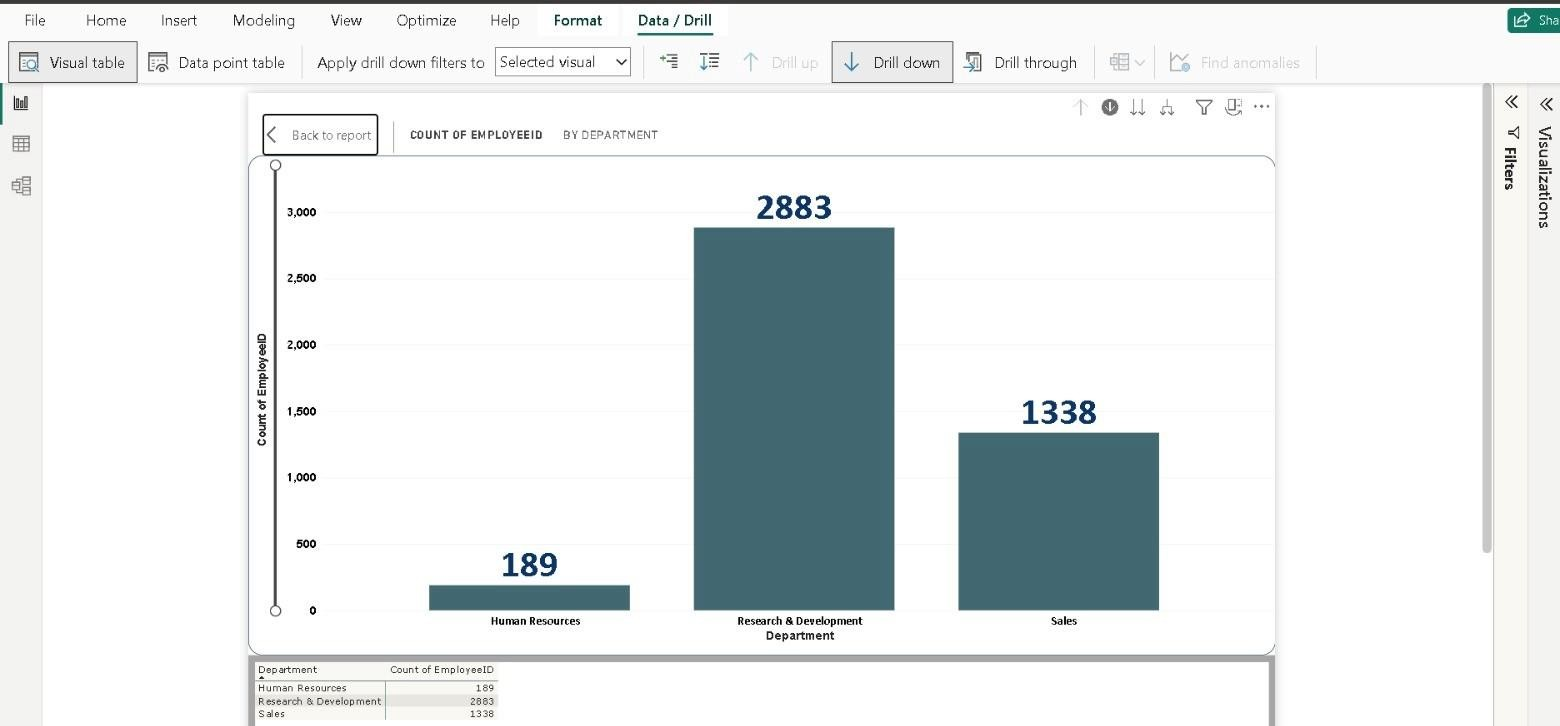 File Home Insert Modeling View Optimize Help Format Data / Drill Sha
Visual table Data point table Apply drill down filters to Selected visual Drill up Drill down Drill through Find anomalies
Back to report COUNT OF EMPLOYEEID BY DEPARTMENT
Filters
Visualizations
Count of EmployeeID
3,000
2,500
2,000
1,500
1,000
500
0
189
2883
1338
Human Resources Research & Development Sales
Department
Department Count of EmployeeID
Human Resources 189
Research & Development 2883
Sales 1338